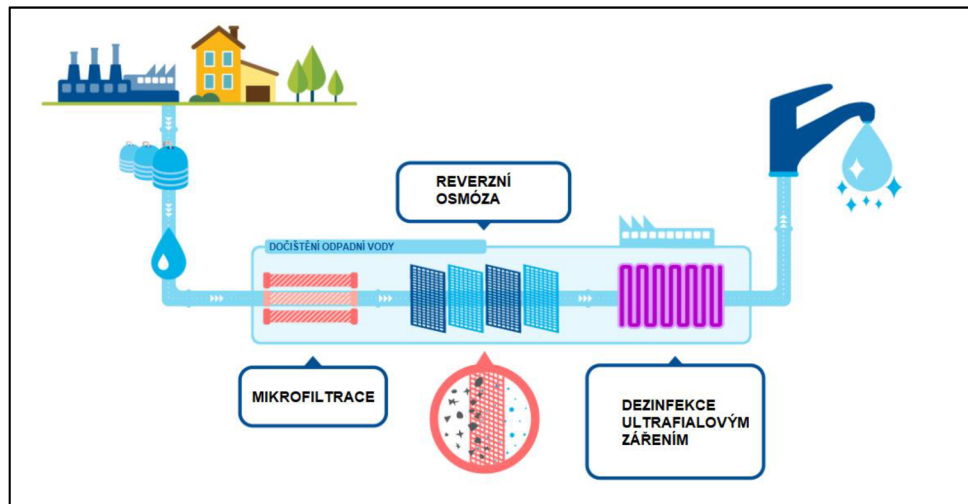 REVERZNÍ
OSMÓZA
DOČIŠTĚNÍ ODPADNÍ VODY
MIKROFILTRACE
DEZINFEKCE
ULTRAFIALOVÝM
ZÁŘENÍM